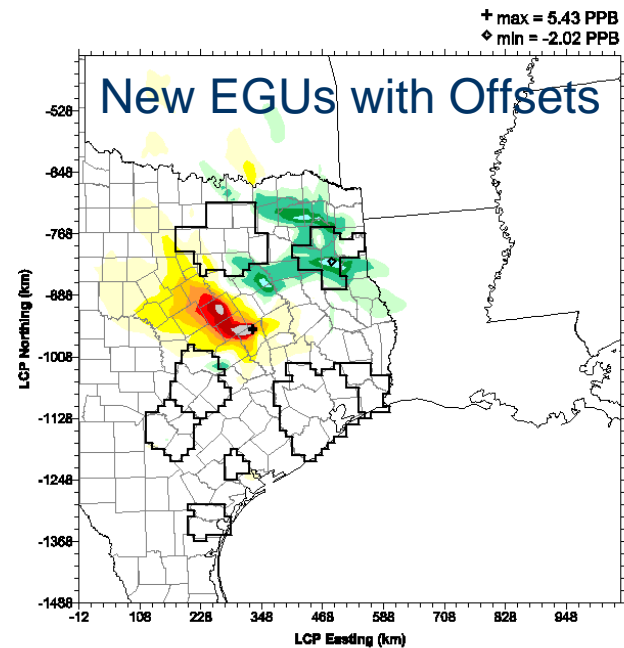 + max = 5.43 PPB
◇ min = -2.02 PPB
New EGUs with Offsets
-528
-648
-768
-888
-1008
-1128
-1248
-1368
-1488
LCP Northing (km)
-12 108 228 348 468 588 708 828 948
LCP Easting (km)